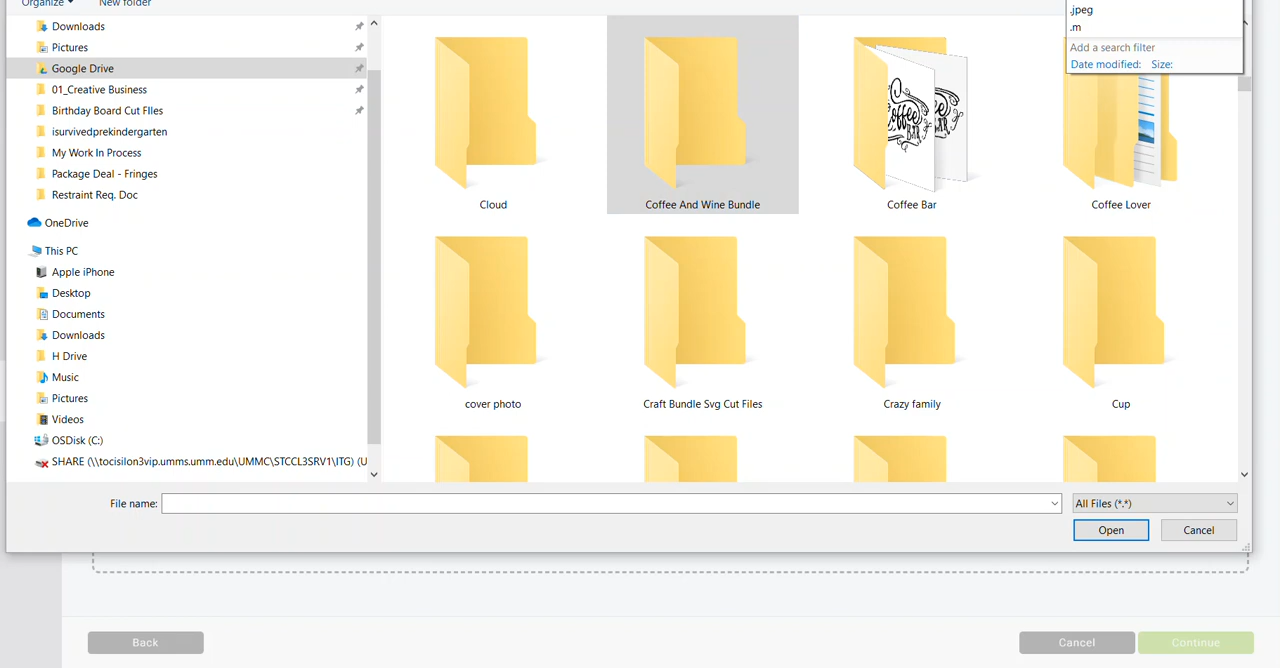 Organize
New folder
.jpeg
.m
Add a search filter
Date modified: Size:
Downloads
Pictures
Google Drive
01_Creative Business
Birthday Board Cut FIles
isurvivedprekindergarten
My Work In Process
Package Deal - Fringes
Restraint Req. Doc
OneDrive
This PC
Apple iPhone
Desktop
Documents
Downloads
H Drive
Music
Pictures
Videos
OSDisk (C:)
SHARE (\\tocisilon3vip.umms.umm.edu\UMMC\STCCL3SRV1\ITG) (U
Coffee
BAR
BAR
Cloud
Coffee And Wine Bundle
Coffee Bar
Coffee Lover
cover photo
Craft Bundle Svg Cut Files
Crazy family
Cup
File name:
All Files (*.*)
Open
Cancel
Back
Cancel
Continue